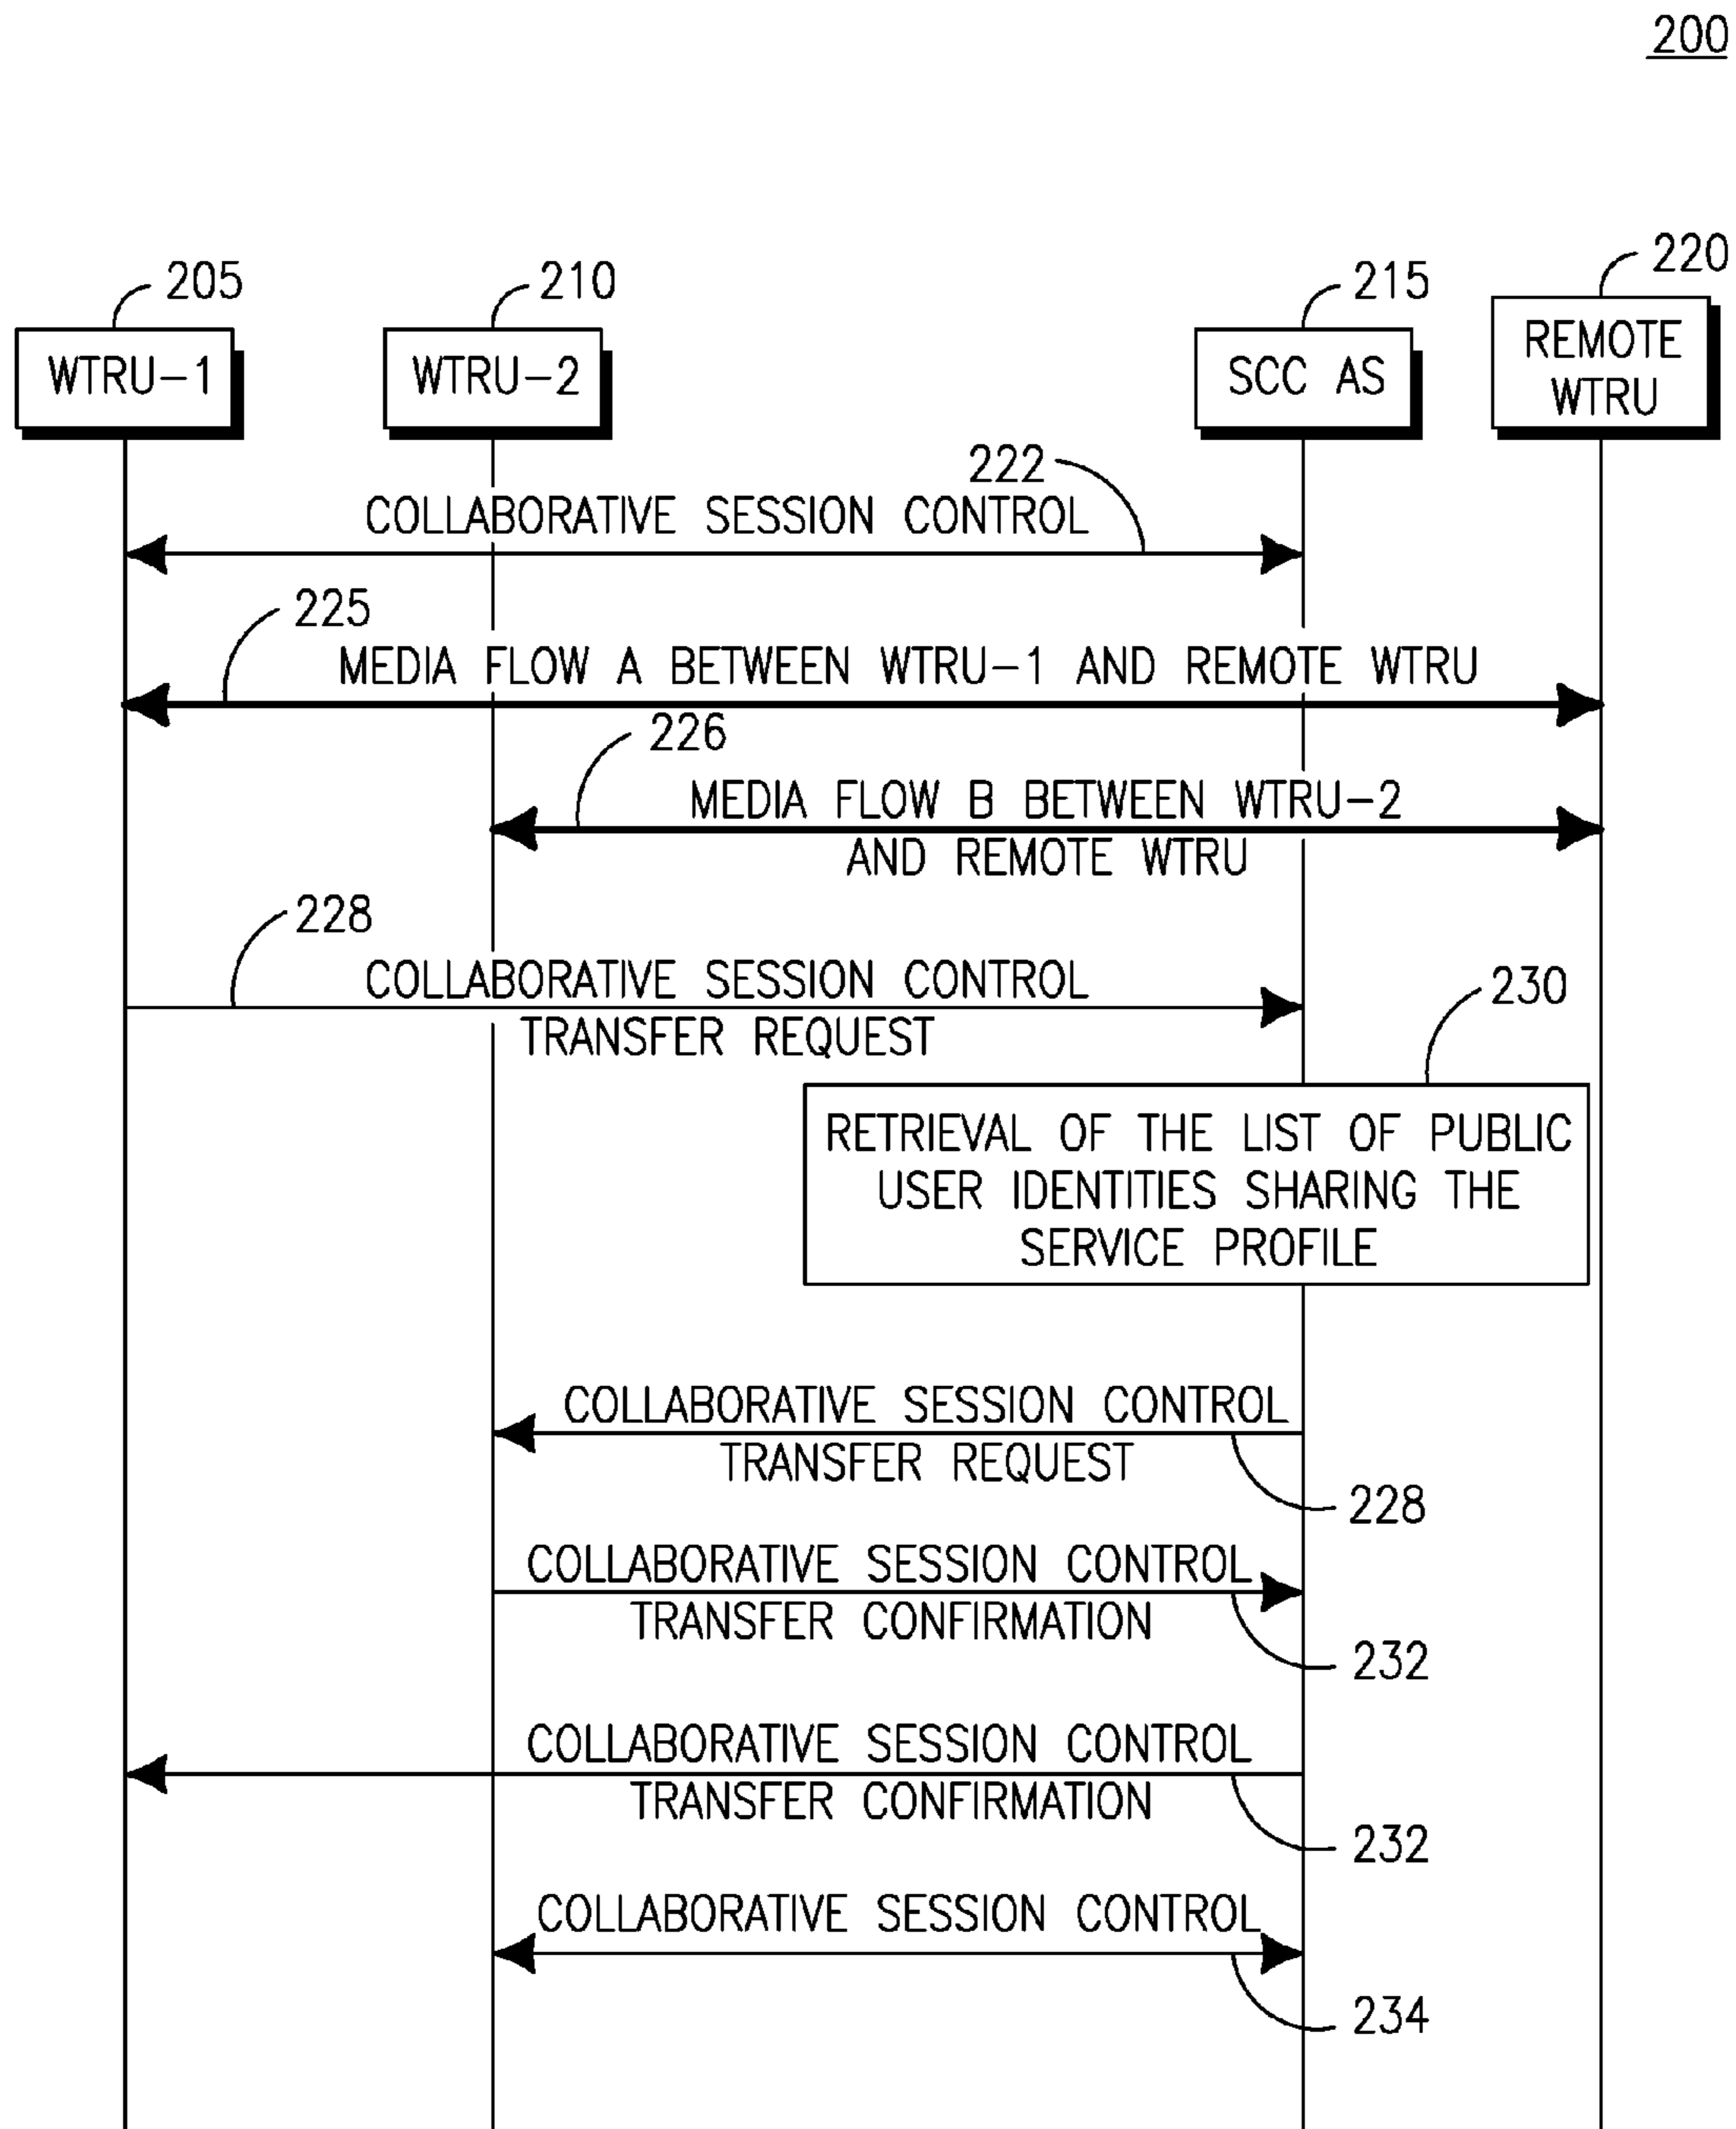 200
205
210
215
220
WTRU-1
WTRU-2
SCC AS
REMOTE
WTRU
222
COLLABORATIVE SESSION CONTROL
225
MEDIA FLOW A BETWEEN WTRU-1 AND REMOTE WTRU
226
MEDIA FLOW B BETWEEN WTRU-2
AND REMOTE WTRU
228
COLLABORATIVE SESSION CONTROL
TRANSFER REQUEST
230
RETRIEVAL OF THE LIST OF PUBLIC
USER IDENTITIES SHARING THE
SERVICE PROFILE
COLLABORATIVE SESSION CONTROL
TRANSFER REQUEST
228
COLLABORATIVE SESSION CONTROL
TRANSFER CONFIRMATION
232
COLLABORATIVE SESSION CONTROL
TRANSFER CONFIRMATION
232
COLLABORATIVE SESSION CONTROL
234